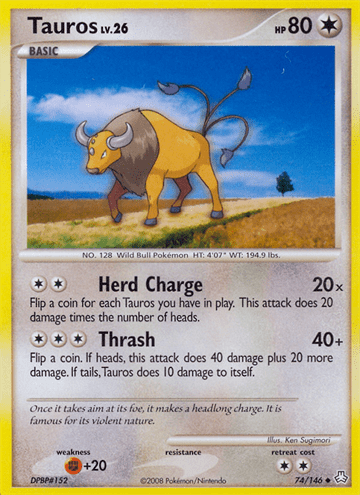 Tauros LV.26 HP 80
BASIC
NO. 128 Wild Bull Pokémon HT: 4'07" WT: 194.9 lbs.
Herd Charge 20x
Flip a coin for each Tauros you have in play. This attack does 20
damage times the number of heads.
Thrash 40+
Flip a coin. If heads, this attack does 40 damage plus 20 more
damage. If tails, Tauros does 10 damage to itself.
Once it takes aim at its foe, it makes a headlong charge. It is
famous for its violent nature.
Illus. Ken Sugimori
weakness resistance retreat cost
+20
DPBP#152 ©2008 Pokémon/Nintendo 74/146